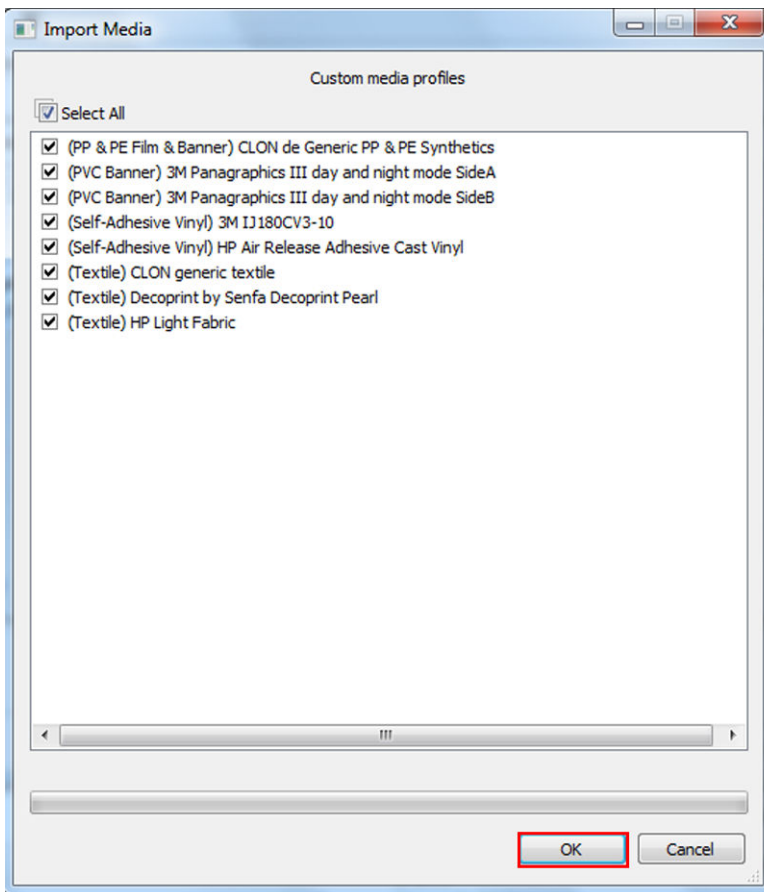 Import Media
Custom media profiles
Select All
(PP & PE Film & Banner) CLON de Generic PP & PE Synthetics
(PVC Banner) 3M Panagraphics III day and night mode SideA
(PVC Banner) 3M Panagraphics III day and night mode SideB
(Self-Adhesive Vinyl) 3M IJ180CV3-10
(Self-Adhesive Vinyl) HP Air Release Adhesive Cast Vinyl
(Textile) CLON generic textile
(Textile) Decoprint by Senfa Decoprint Pearl
(Textile) HP Light Fabric
OK Cancel